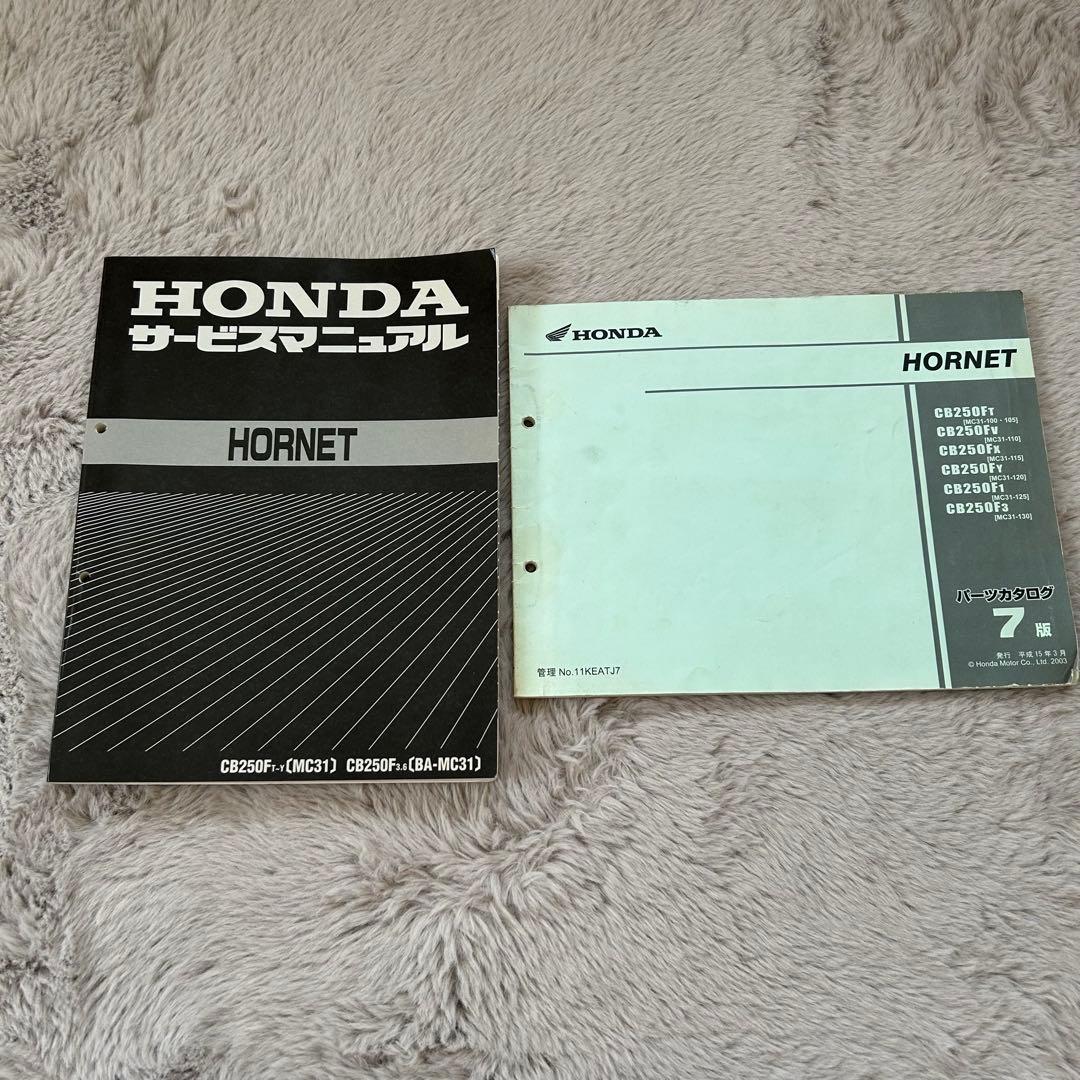 HONDA
サービスマニュアル
HORNET
CB250FT~Y〔MC31〕 CB250F3.6〔BA-MC31〕
HONDA
HORNET
CB250FT
[MC31-100・105]
CB250FV
[MC31-110]
CB250FX
[MC31-115]
CB250FY
[MC31-120]
CB250F1
[MC31-125]
CB250F3
[MC31-130]
パーツカタログ
7版
発行 平成15年3月
© Honda Motor Co., Ltd. 2003
管理 No.11KEATJ7